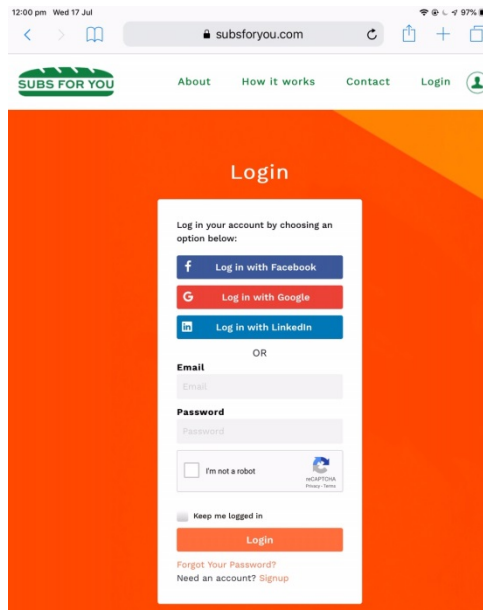 12:00 pm Wed 17 Jul
97%
subsforyou.com
SUBS FOR YOU
About How it works Contact Login
Login
Log in your account by choosing an
option below:
f Log in with Facebook
G Log in with Google
in Log in with LinkedIn
OR
Email
Email
Password
Password
I'm not a robot
reCAPTCHA
Privacy - Terms
Keep me logged in
Login
Forgot Your Password?
Need an account? Signup